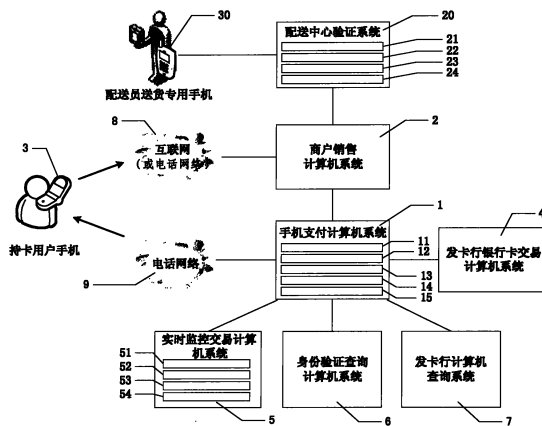 30
配送员送货专用手机
配送中心验证系统
20
21
22
23
24
3
持卡用户手机
8
互联网
(或电话网络)
商户销售
计算机系统
2
9
电话网络
手机支付计算机系统
1
11
12
13
14
15
发卡行银行卡交易
计算机系统
4
实时监控交易计算
机系统
51
52
53
54
5
身份验证查询
计算机系统
6
发卡行计算机
查询系统
7